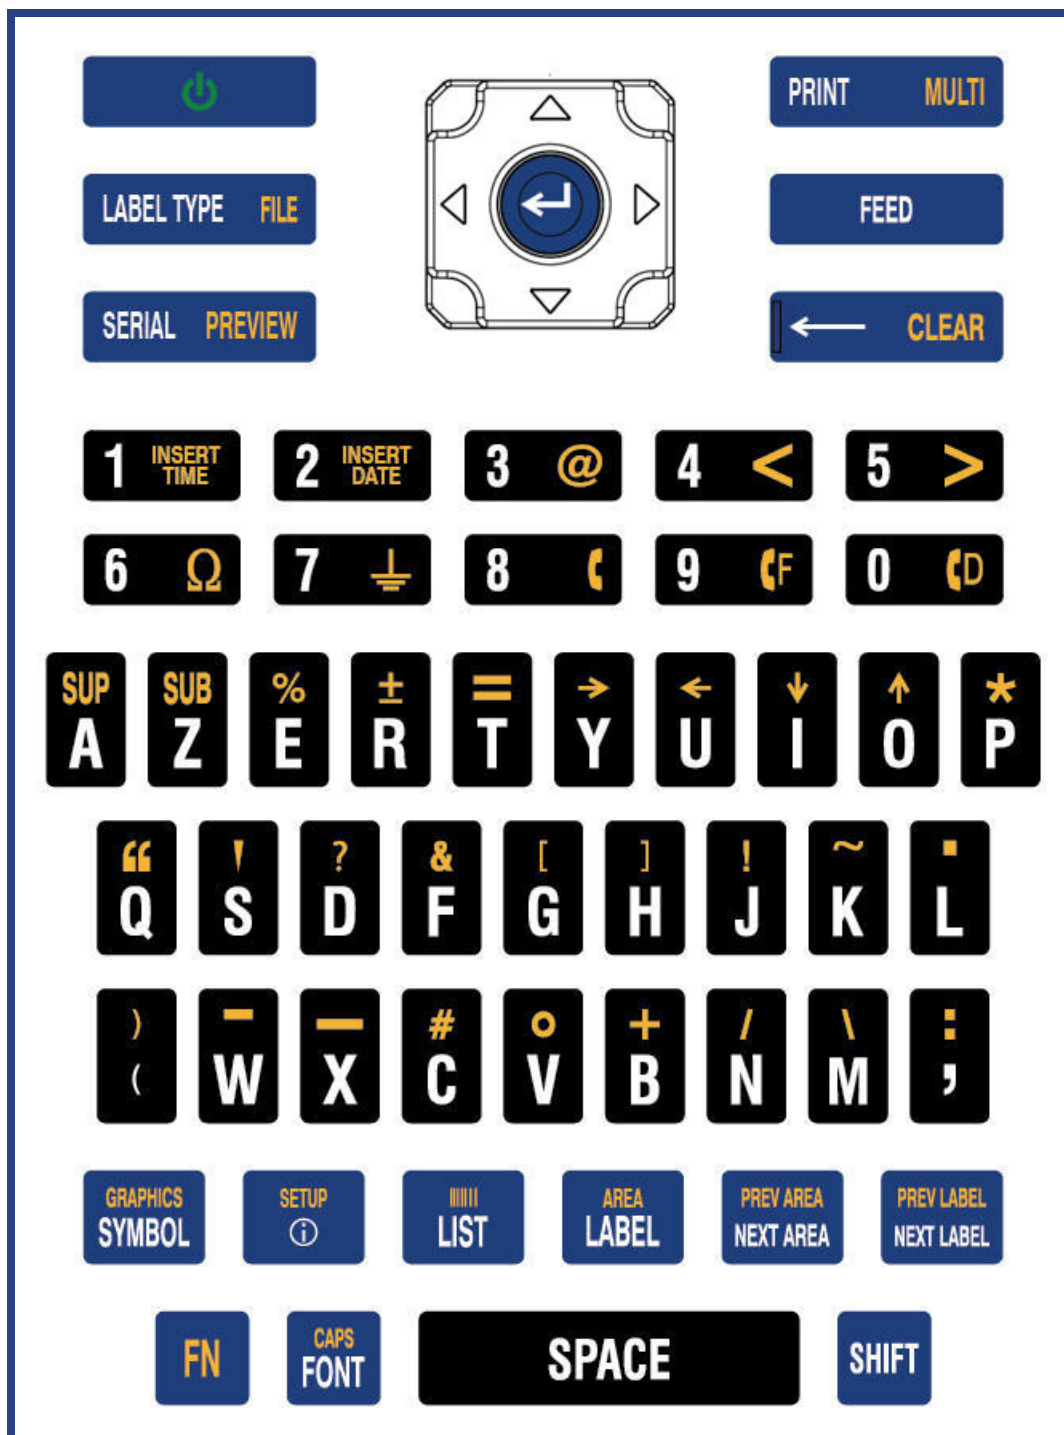 PRINT MULTI
LABEL TYPE FILE
FEED
SERIAL PREVIEW
← CLEAR
1 INSERT TIME 2 INSERT DATE 3 @ 4 < 5 >
6 Ω 7 ⏚ 8 9 F 0 D
SUP SUB % ± = → ← ↓ ↑ *
A Z E R T Y U I O P
“ ' ? & [ ] ! ~ .
Q S D F G H J K L
) - — # ° + / \ :
( W X C V B N M ,
GRAPHICS SETUP AREA PREV AREA PREV LABEL
SYMBOL ⓘ LIST LABEL NEXT AREA NEXT LABEL
CAPS
FN FONT SPACE SHIFT